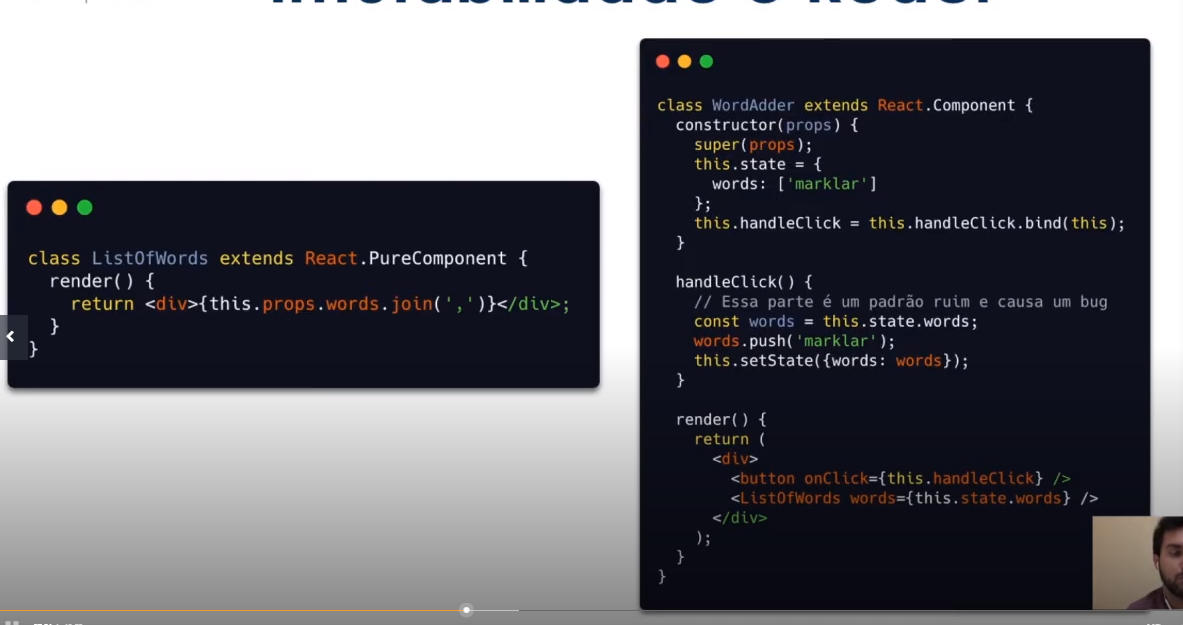 class ListOfWords extends React.PureComponent {
render() {
return <div>{this.props.words.join(',')}</div>;
}
}
class WordAdder extends React.Component {
constructor(props) {
super(props);
this.state = {
words: ['marklar']
};
this.handleClick = this.handleClick.bind(this);
}
handleClick() {
// Essa parte é um padrão ruim e causa um bug
const words = this.state.words;
words.push('marklar');
this.setState({words: words});
}
render() {
return (
<div>
<button onClick={this.handleClick} />
<ListOfWords words={this.state.words} />
</div>
);
}
}